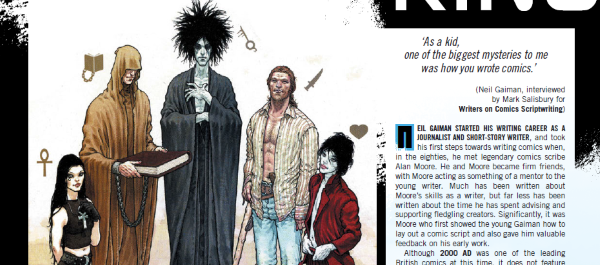 KING
'As a kid,
one of the biggest mysteries to me
was how you wrote comics.'
(Neil Gaiman, interviewed
by Mark Salisbury for
Writers on Comics Scriptwriting)
NEIL GAIMAN STARTED HIS WRITING CAREER AS A
JOURNALIST AND SHORT-STORY WRITER, and took
his first steps towards writing comics when,
in the eighties, he met legendary comics scribe
Alan Moore. He and Moore became firm friends,
with Moore acting as something of a mentor to the
young writer. Much has been written about
Moore's skills as a writer, but far less has been
written about the time he has spent advising and
supporting fledgling creators. Significantly, it was
Moore who first showed the young Gaiman how to
lay out a comic script and also gave him valuable
feedback on his early work.
Although 2000 AD was one of the leading
British comics at this time, it does not feature